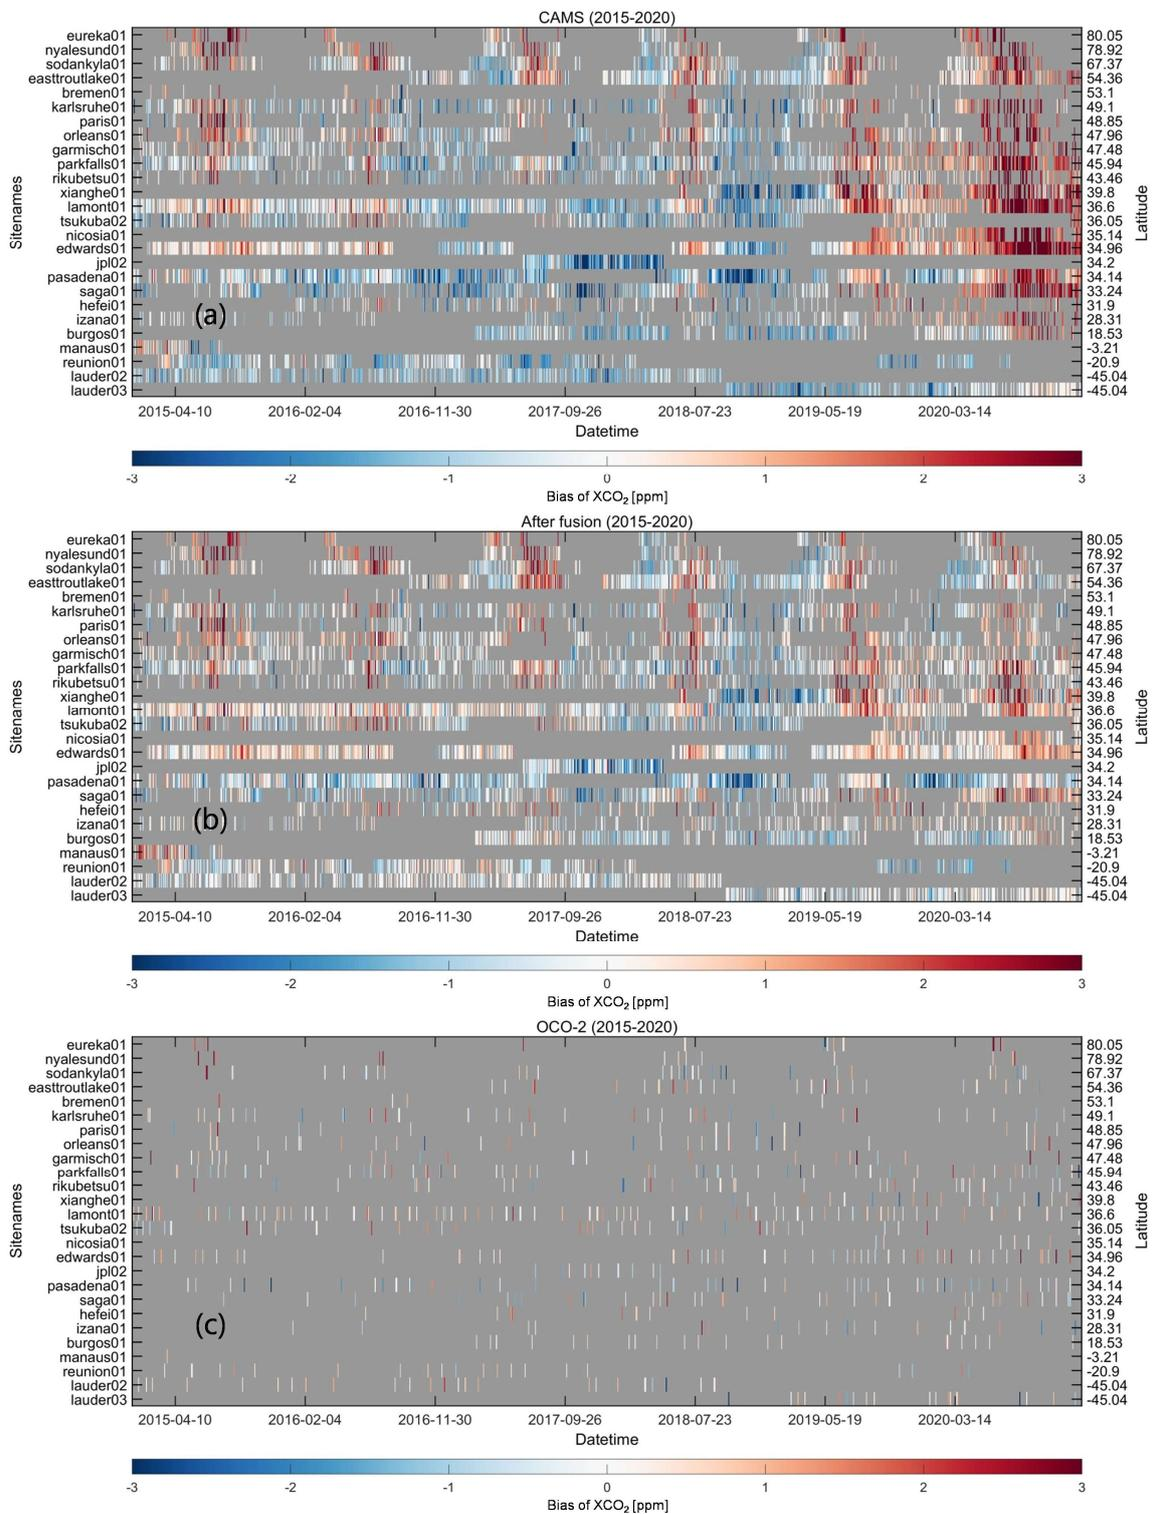 CAMS (2015-2020)
eureka01 80.05
nyalesund01 78.92
sodankyla01 67.37
easttroutlake01 54.36
bremen01 53.1
karlsruhe01 49.1
paris01 48.85
orleans01 47.96
garmisch01 47.48
parkfalls01 45.94
rikubetsu01 43.46
xianghe01 39.8
lamont01 36.6
tsukuba02 36.05
nicosia01 35.14
edwards01 34.96
jpl02 34.2
pasadena01 34.14
saga01 33.24
hefei01 31.9
izana01 28.31
burgos01 18.53
manaus01 -3.21
reunion01 -20.9
lauder02 -45.04
lauder03 -45.04
Sitenames
Latitude
(a)
2015-04-10 2016-02-04 2016-11-30 2017-09-26 2018-07-23 2019-05-19 2020-03-14
Datetime
-3 -2 -1 0 1 2 3
Bias of XCO₂ [ppm]
After fusion (2015-2020)
eureka01 80.05
nyalesund01 78.92
sodankyla01 67.37
easttroutlake01 54.36
bremen01 53.1
karlsruhe01 49.1
paris01 48.85
orleans01 47.96
garmisch01 47.48
parkfalls01 45.94
rikubetsu01 43.46
xianghe01 39.8
lamont01 36.6
tsukuba02 36.05
nicosia01 35.14
edwards01 34.96
jpl02 34.2
pasadena01 34.14
saga01 33.24
hefei01 31.9
izana01 28.31
burgos01 18.53
manaus01 -3.21
reunion01 -20.9
lauder02 -45.04
lauder03 -45.04
Sitenames
Latitude
(b)
2015-04-10 2016-02-04 2016-11-30 2017-09-26 2018-07-23 2019-05-19 2020-03-14
Datetime
-3 -2 -1 0 1 2 3
Bias of XCO₂ [ppm]
OCO-2 (2015-2020)
eureka01 80.05
nyalesund01 78.92
sodankyla01 67.37
easttroutlake01 54.36
bremen01 53.1
karlsruhe01 49.1
paris01 48.85
orleans01 47.96
garmisch01 47.48
parkfalls01 45.94
rikubetsu01 43.46
xianghe01 39.8
lamont01 36.6
tsukuba02 36.05
nicosia01 35.14
edwards01 34.96
jpl02 34.2
pasadena01 34.14
saga01 33.24
hefei01 31.9
izana01 28.31
burgos01 18.53
manaus01 -3.21
reunion01 -20.9
lauder02 -45.04
lauder03 -45.04
Sitenames
Latitude
(c)
2015-04-10 2016-02-04 2016-11-30 2017-09-26 2018-07-23 2019-05-19 2020-03-14
Datetime
-3 -2 -1 0 1 2 3
Bias of XCO₂ [ppm]